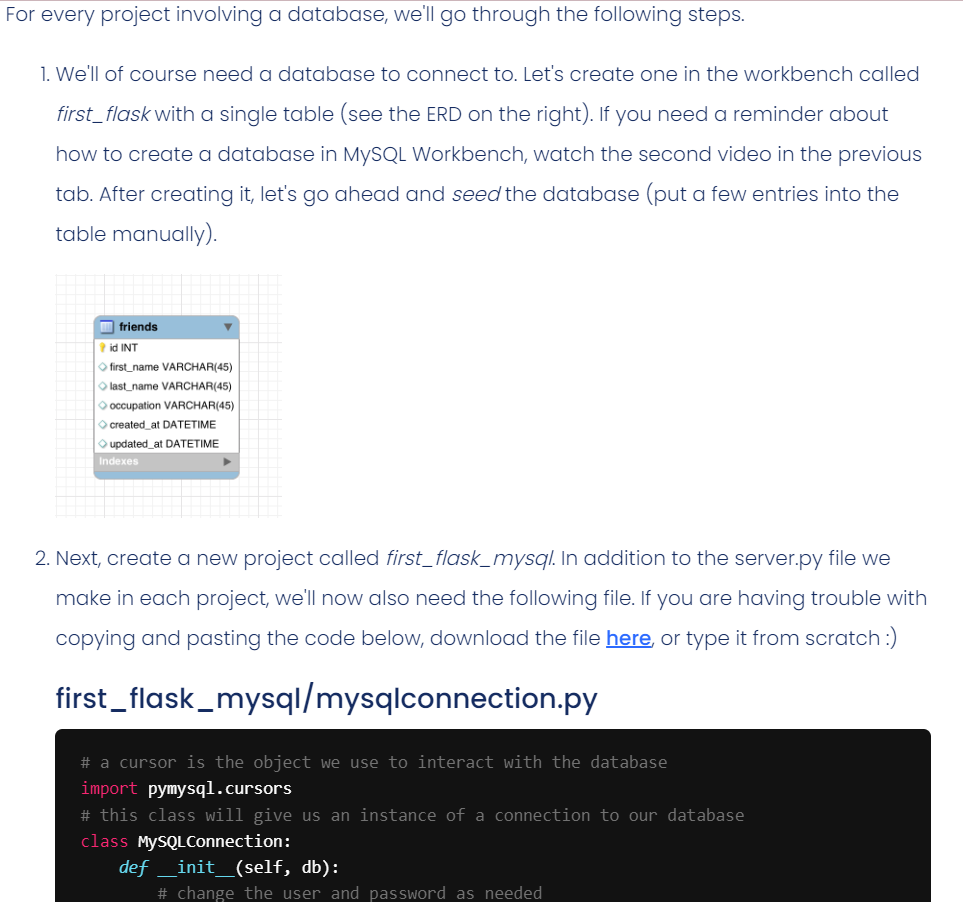 For every project involving a database, we'll go through the following steps.
1. We'll of course need a database to connect to. Let's create one in the workbench called
first_flask with a single table (see the ERD on the right). If you need a reminder about
how to create a database in MySQL Workbench, watch the second video in the previous
tab. After creating it, let's go ahead and seed the database (put a few entries into the
table manually).
friends
id INT
first_name VARCHAR(45)
last_name VARCHAR(45)
occupation VARCHAR(45)
created_at DATETIME
updated_at DATETIME
Indexes
2. Next, create a new project called first_flask_mysql. In addition to the server.py file we
make in each project, we'll now also need the following file. If you are having trouble with
copying and pasting the code below, download the file here, or type it from scratch :)
first_flask_mysql/mysqlconnection.py
# a cursor is the object we use to interact with the database
import pymysql.cursors
# this class will give us an instance of a connection to our database
class MySQLConnection:
    def __init__(self, db):
        # change the user and password as needed